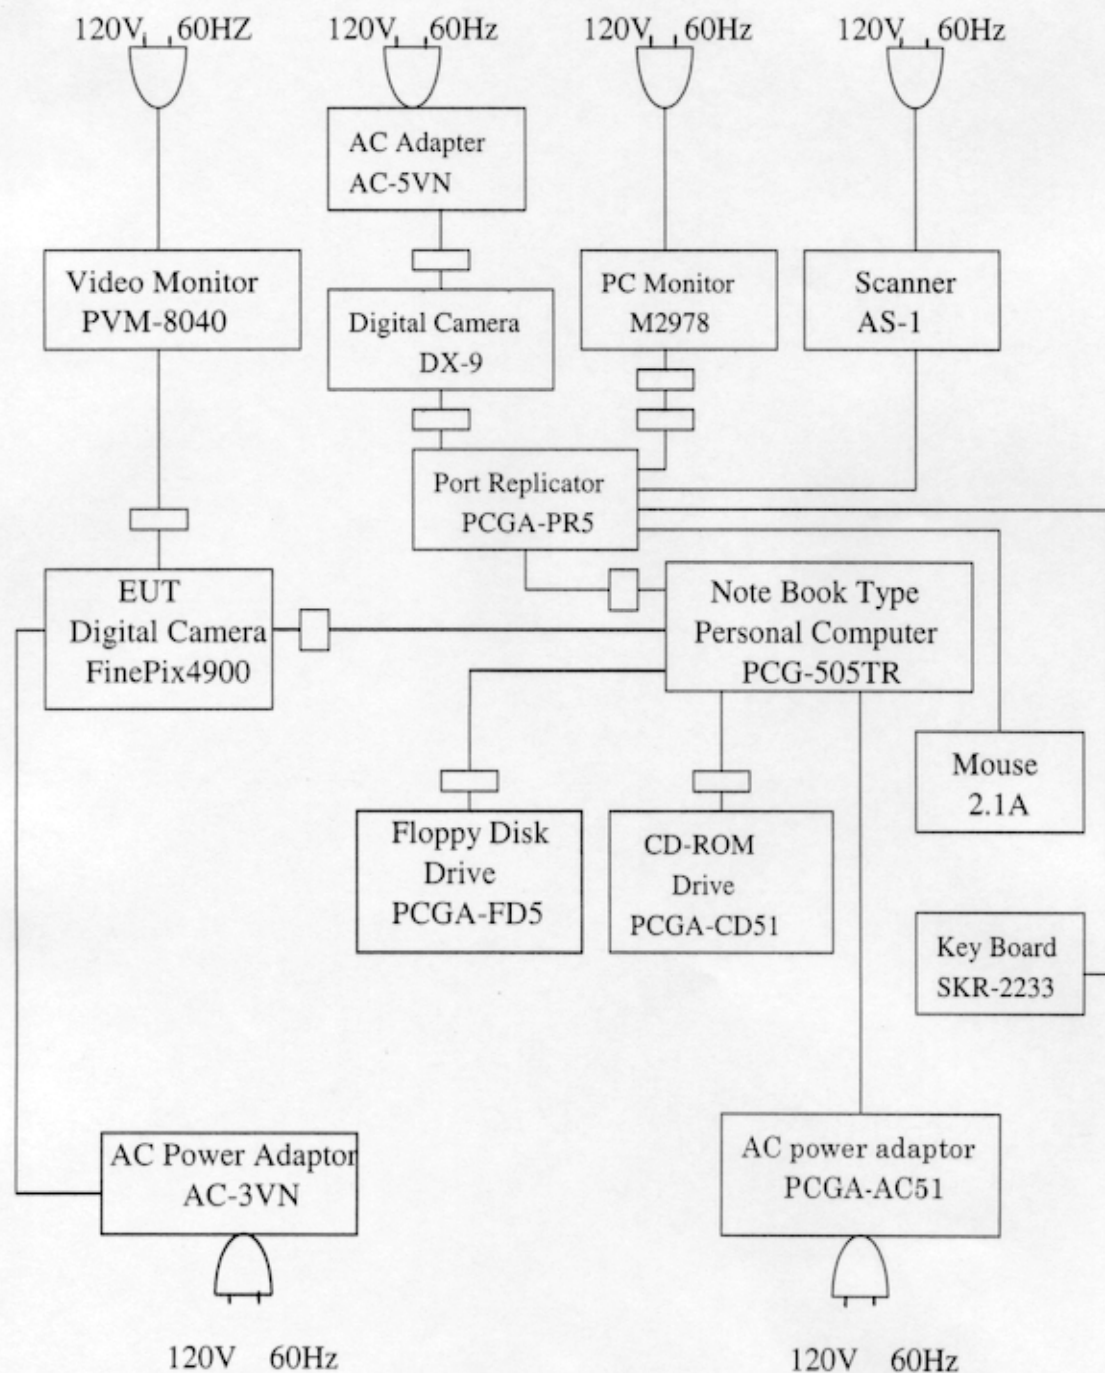 120V 60HZ
120V 60Hz
120V 60Hz
120V 60Hz
AC Adapter
AC-5VN
Video Monitor
PVM-8040
Digital Camera
DX-9
PC Monitor
M2978
Scanner
AS-1
Port Replicator
PCGA-PR5
EUT
Digital Camera
FinePix4900
Note Book Type
Personal Computer
PCG-505TR
Mouse
2.1A
Floppy Disk
Drive
PCGA-FD5
CD-ROM
Drive
PCGA-CD51
Key Board
SKR-2233
AC Power Adaptor
AC-3VN
AC power adaptor
PCGA-AC51
120V 60Hz
120V 60Hz